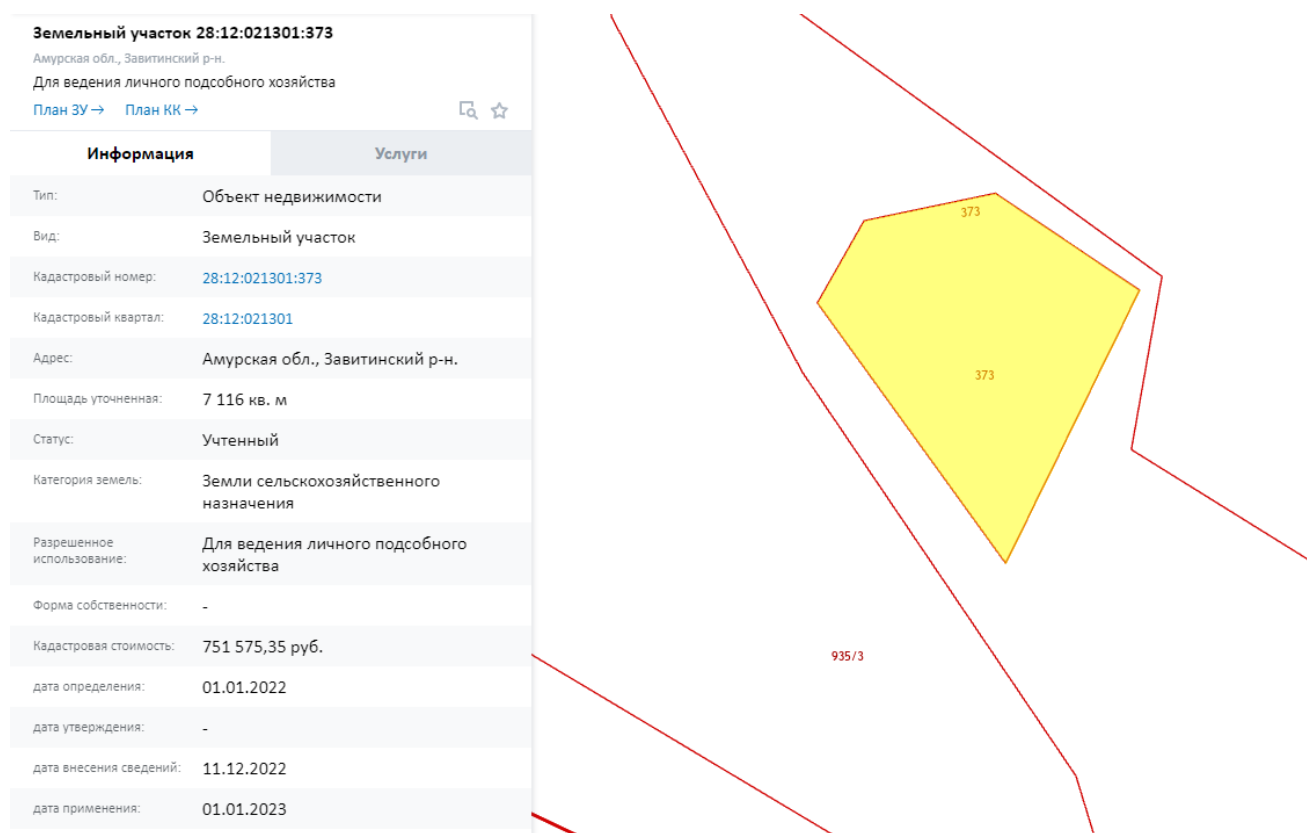 Земельный участок 28:12:021301:373
Амурская обл., Завитинский р-н.
Для ведения личного подсобного хозяйства
План ЗУ → План КК →
Информация Услуги
Тип: Объект недвижимости
Вид: Земельный участок
Кадастровый номер: 28:12:021301:373
Кадастровый квартал: 28:12:021301
Адрес: Амурская обл., Завитинский р-н.
Площадь уточненная: 7 116 кв. м
Статус: Учтенный
Категория земель: Земли сельскохозяйственного
назначения
Разрешенное
использование: Для ведения личного подсобного
хозяйства
Форма собственности: -
Кадастровая стоимость: 751 575,35 руб.
дата определения: 01.01.2022
дата утверждения: -
дата внесения сведений: 11.12.2022
дата применения: 01.01.2023
373
373
935/3